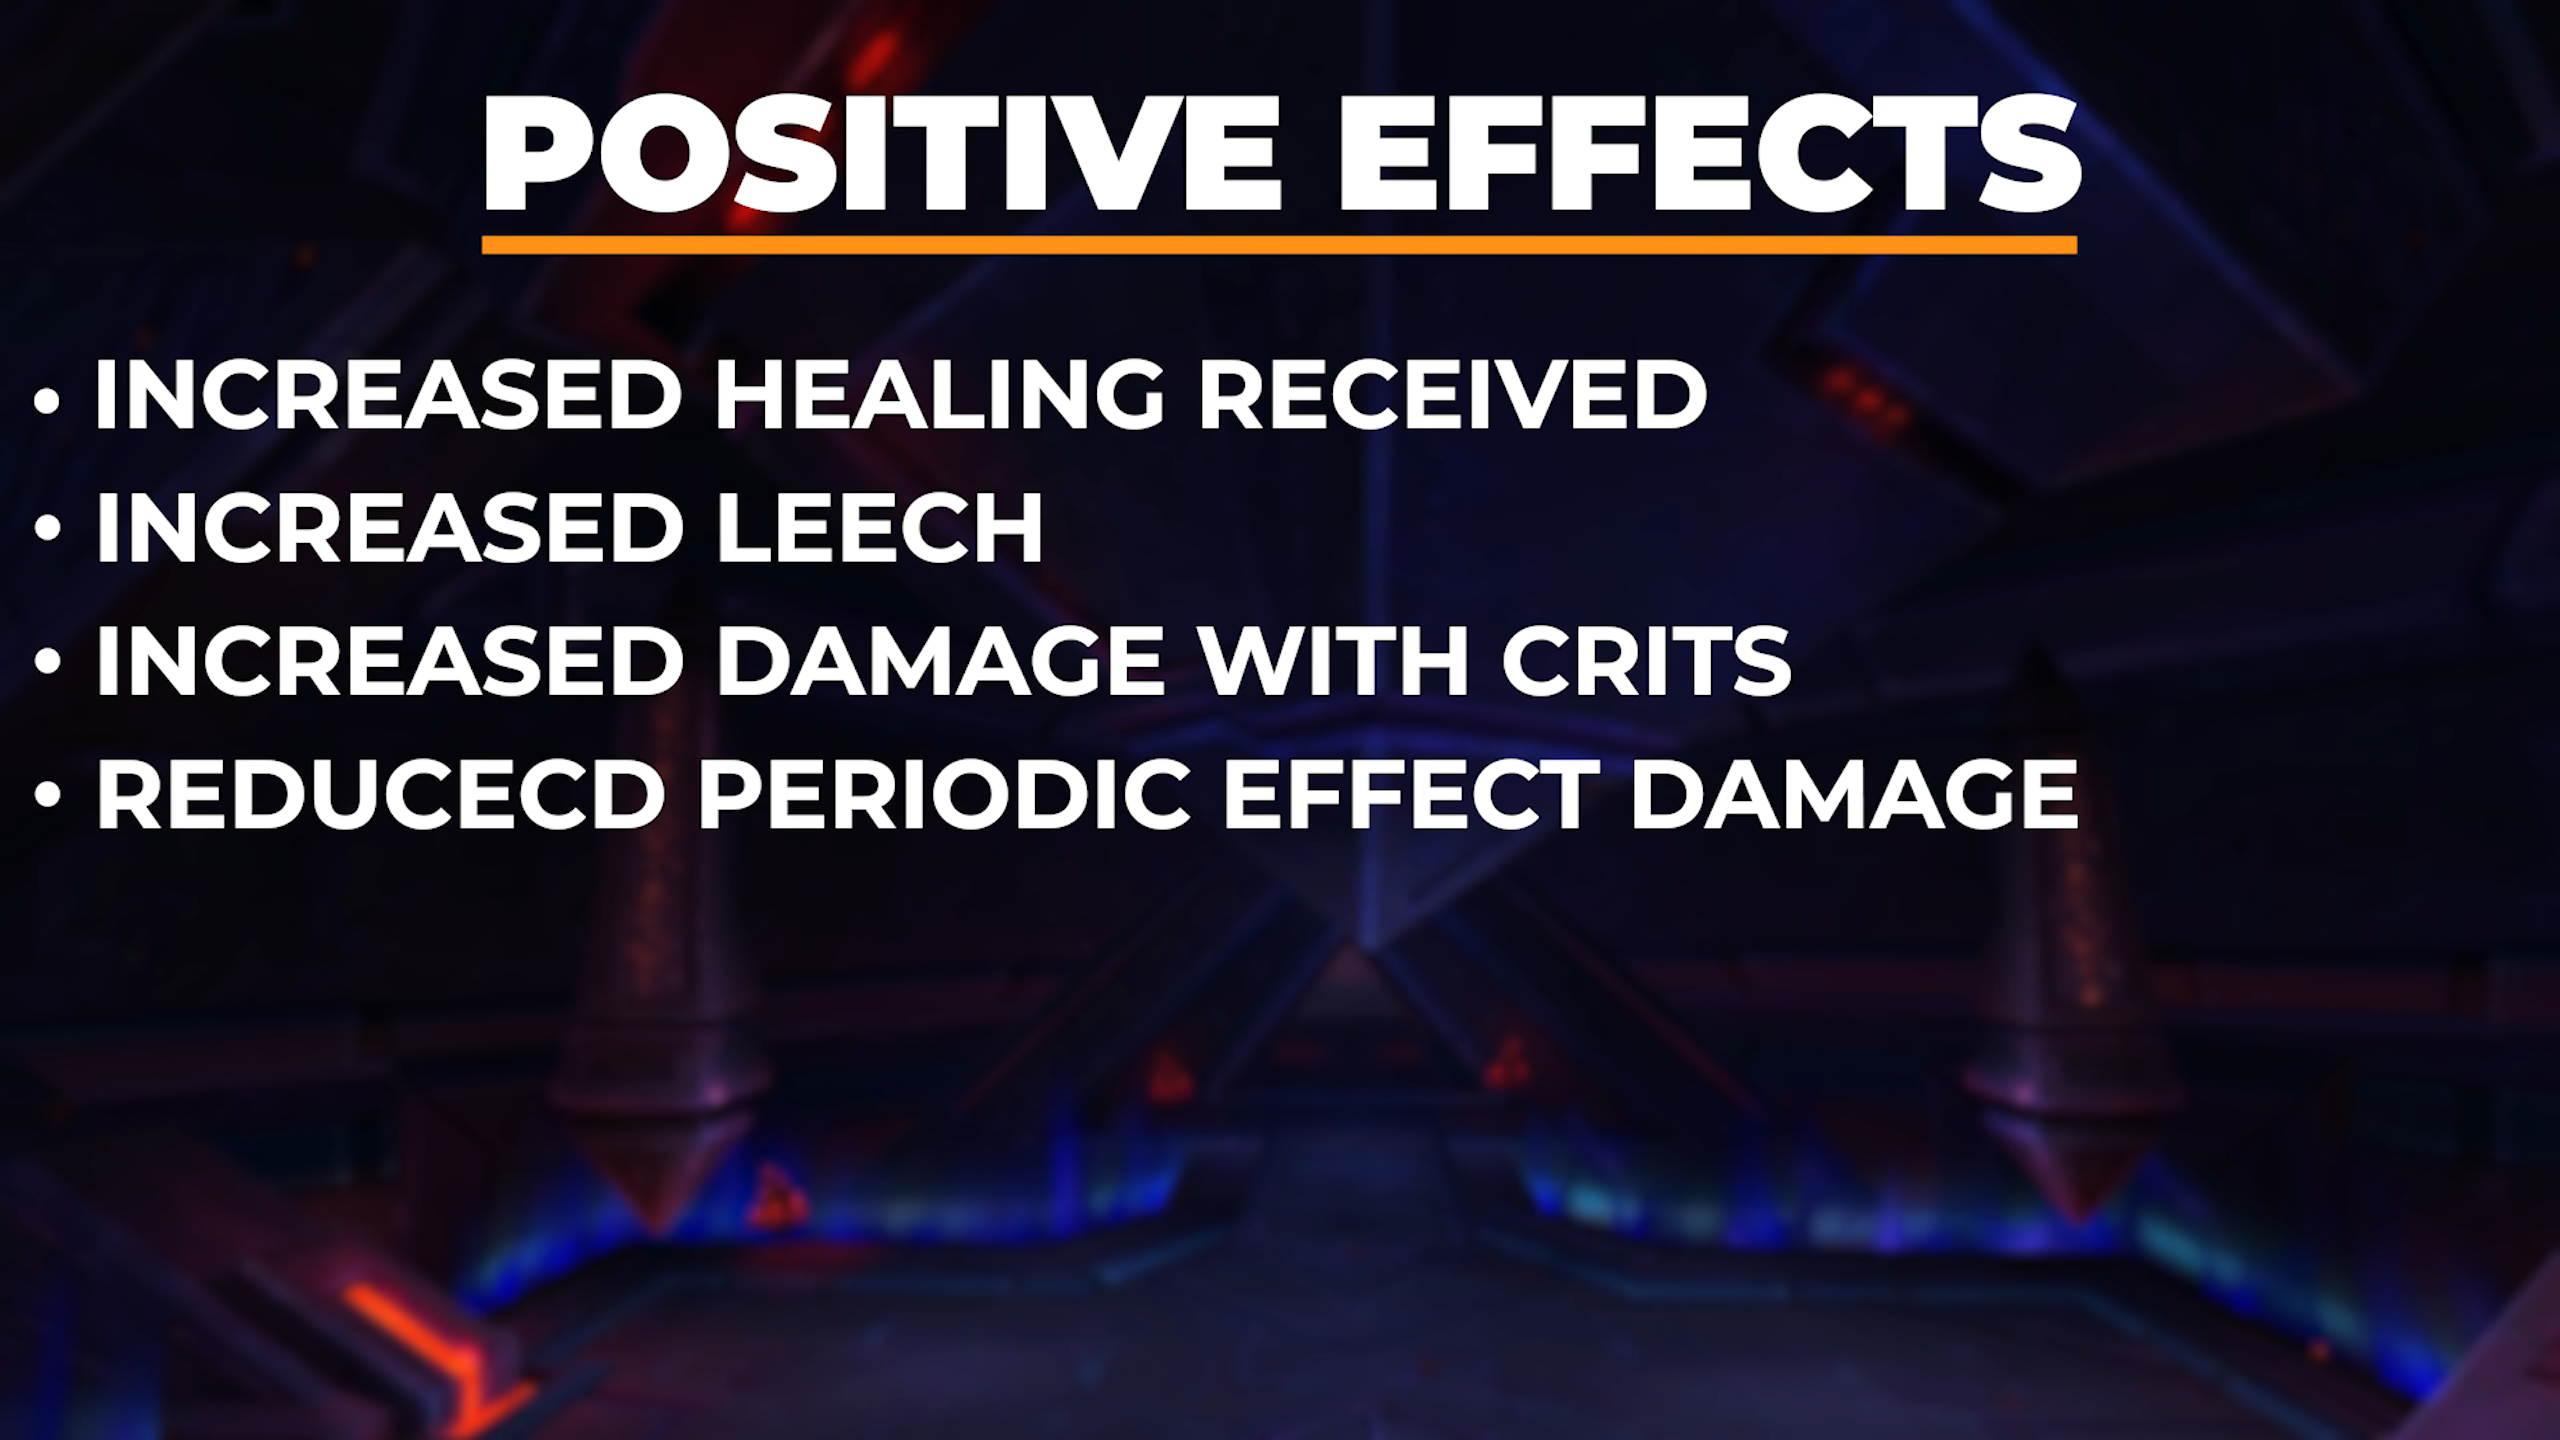 POSITIVE EFFECTS
• INCREASED HEALING RECEIVED
• INCREASED LEECH
• INCREASED DAMAGE WITH CRITS
• REDUCECD PERIODIC EFFECT DAMAGE